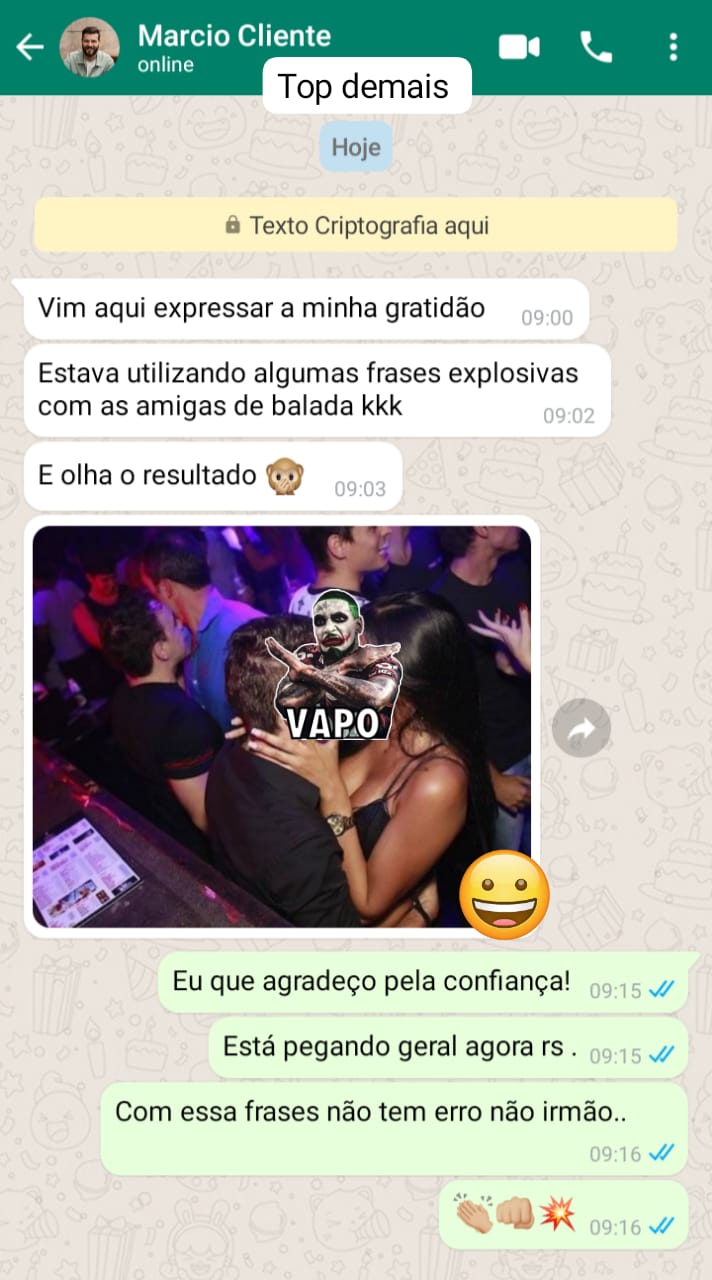 Marcio Cliente
online
Top demais
Hoje
Texto Criptografia aqui
Vim aqui expressar a minha gratidão 09:00
Estava utilizando algumas frases explosivas
com as amigas de balada kkk 09:02
E olha o resultado 🙊 09:03
VAPO
Eu que agradeço pela confiança! 09:15
Está pegando geral agora rs . 09:15
Com essa frases não tem erro não irmão..
09:16
👏🏼👊🏼💥 09:16